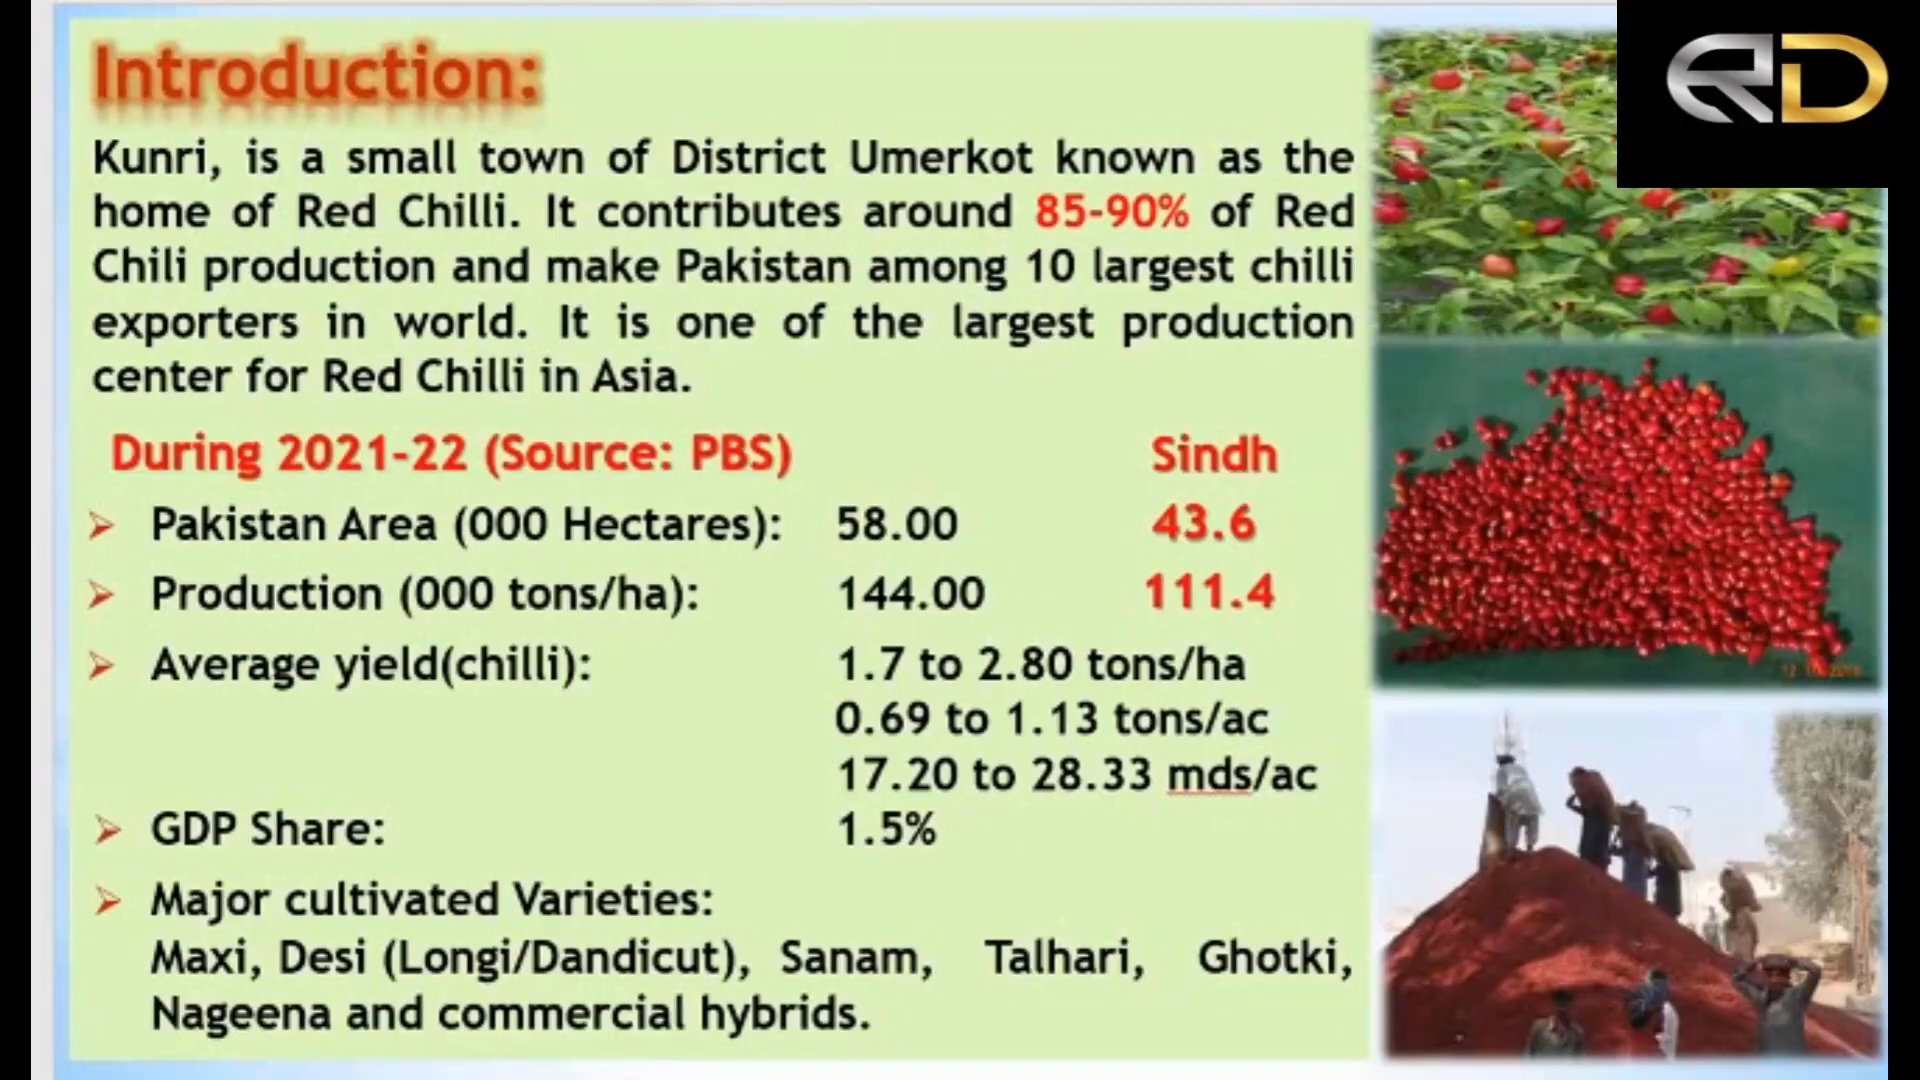 Introduction:
Kunri, is a small town of District Umerkot known as the
home of Red Chilli. It contributes around 85-90% of Red
Chili production and make Pakistan among 10 largest chilli
exporters in world. It is one of the largest production
center for Red Chilli in Asia.
During 2021-22 (Source: PBS) Sindh
Pakistan Area (000 Hectares): 58.00 43.6
Production (000 tons/ha): 144.00 111.4
Average yield(chilli): 1.7 to 2.80 tons/ha
0.69 to 1.13 tons/ac
17.20 to 28.33 mds/ac
GDP Share: 1.5%
Major cultivated Varieties:
Maxi, Desi (Longi/Dandicut), Sanam, Talhari, Ghotki,
Nageena and commercial hybrids.